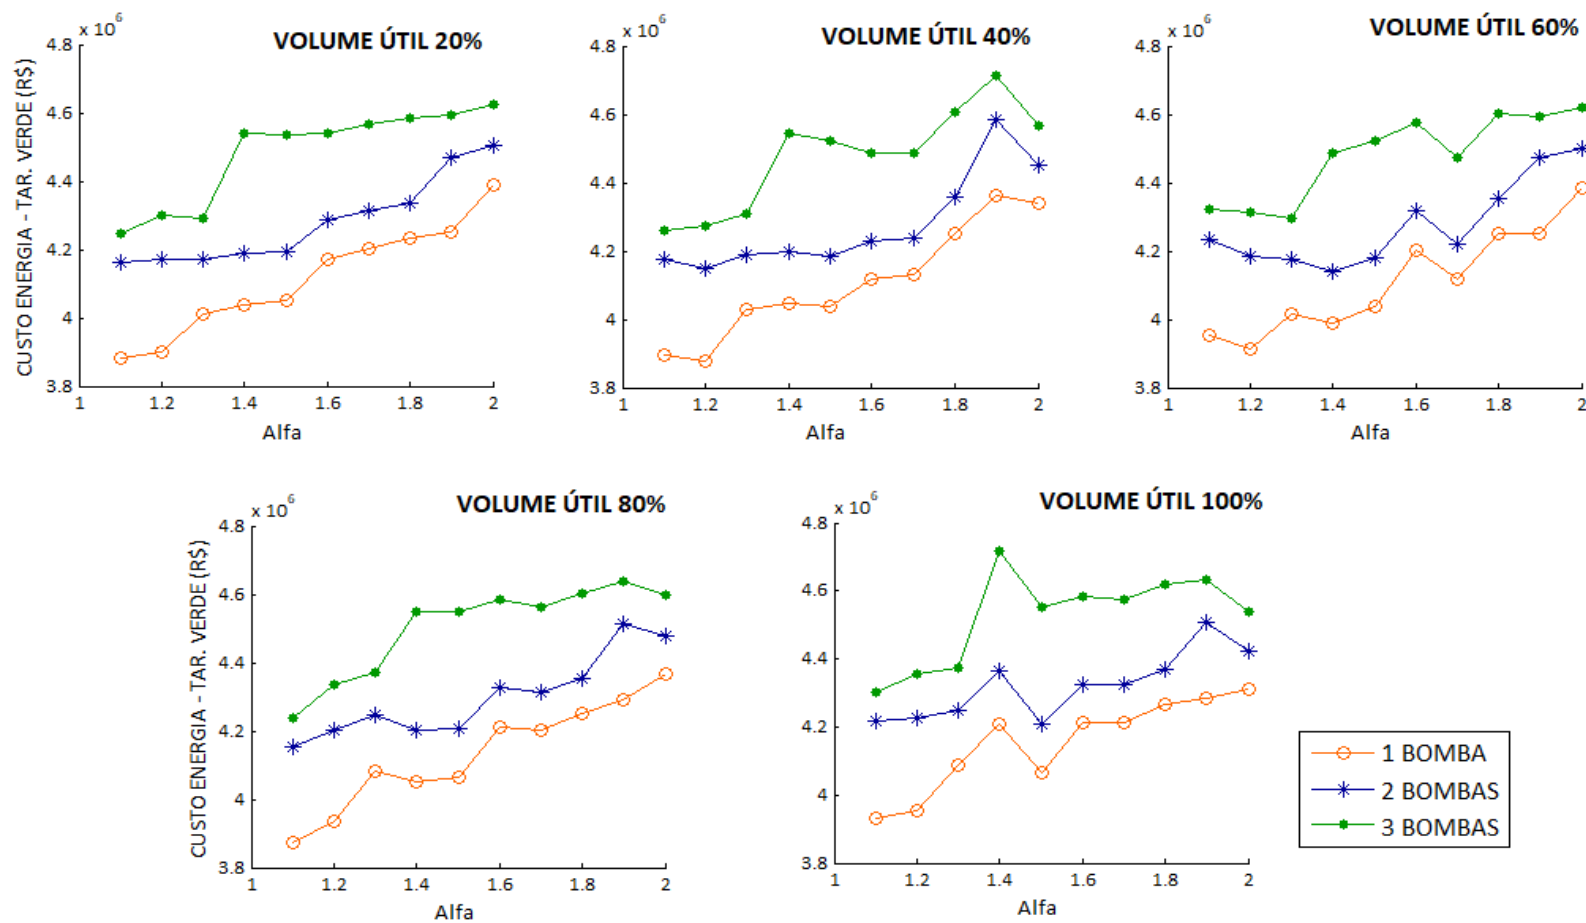 VOLUME ÚTIL 20%
x 10^6
CUSTO ENERGIA - TAR. VERDE (R$)
4.8
4.6
4.4
4.2
4
3.8
1 1.2 1.4 1.6 1.8 2
Alfa
VOLUME ÚTIL 40%
x 10^6
4.8
4.6
4.4
4.2
4
3.8
1 1.2 1.4 1.6 1.8 2
Alfa
VOLUME ÚTIL 60%
x 10^6
4.8
4.6
4.4
4.2
4
3.8
1 1.2 1.4 1.6 1.8 2
Alfa
VOLUME ÚTIL 80%
x 10^6
CUSTO ENERGIA - TAR. VERDE (R$)
4.8
4.6
4.4
4.2
4
3.8
1 1.2 1.4 1.6 1.8 2
Alfa
VOLUME ÚTIL 100%
x 10^6
4.8
4.6
4.4
4.2
4
3.8
1 1.2 1.4 1.6 1.8 2
Alfa
1 BOMBA
2 BOMBAS
3 BOMBAS